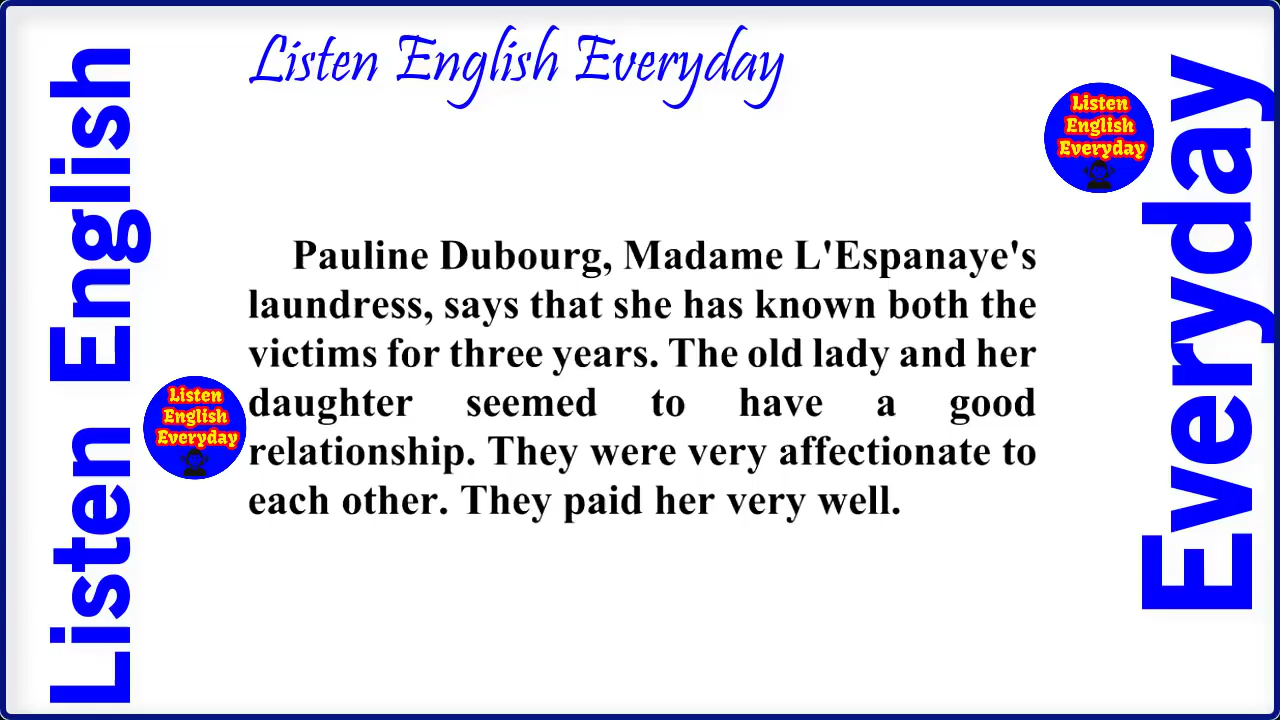 Listen English Everyday
Listen English
Everyday
Listen
English
Everyday
Pauline Dubourg, Madame L'Espanaye's
laundress, says that she has known both the
victims for three years. The old lady and her
daughter seemed to have a good
relationship. They were very affectionate to
each other. They paid her very well.
Listen
English
Everyday